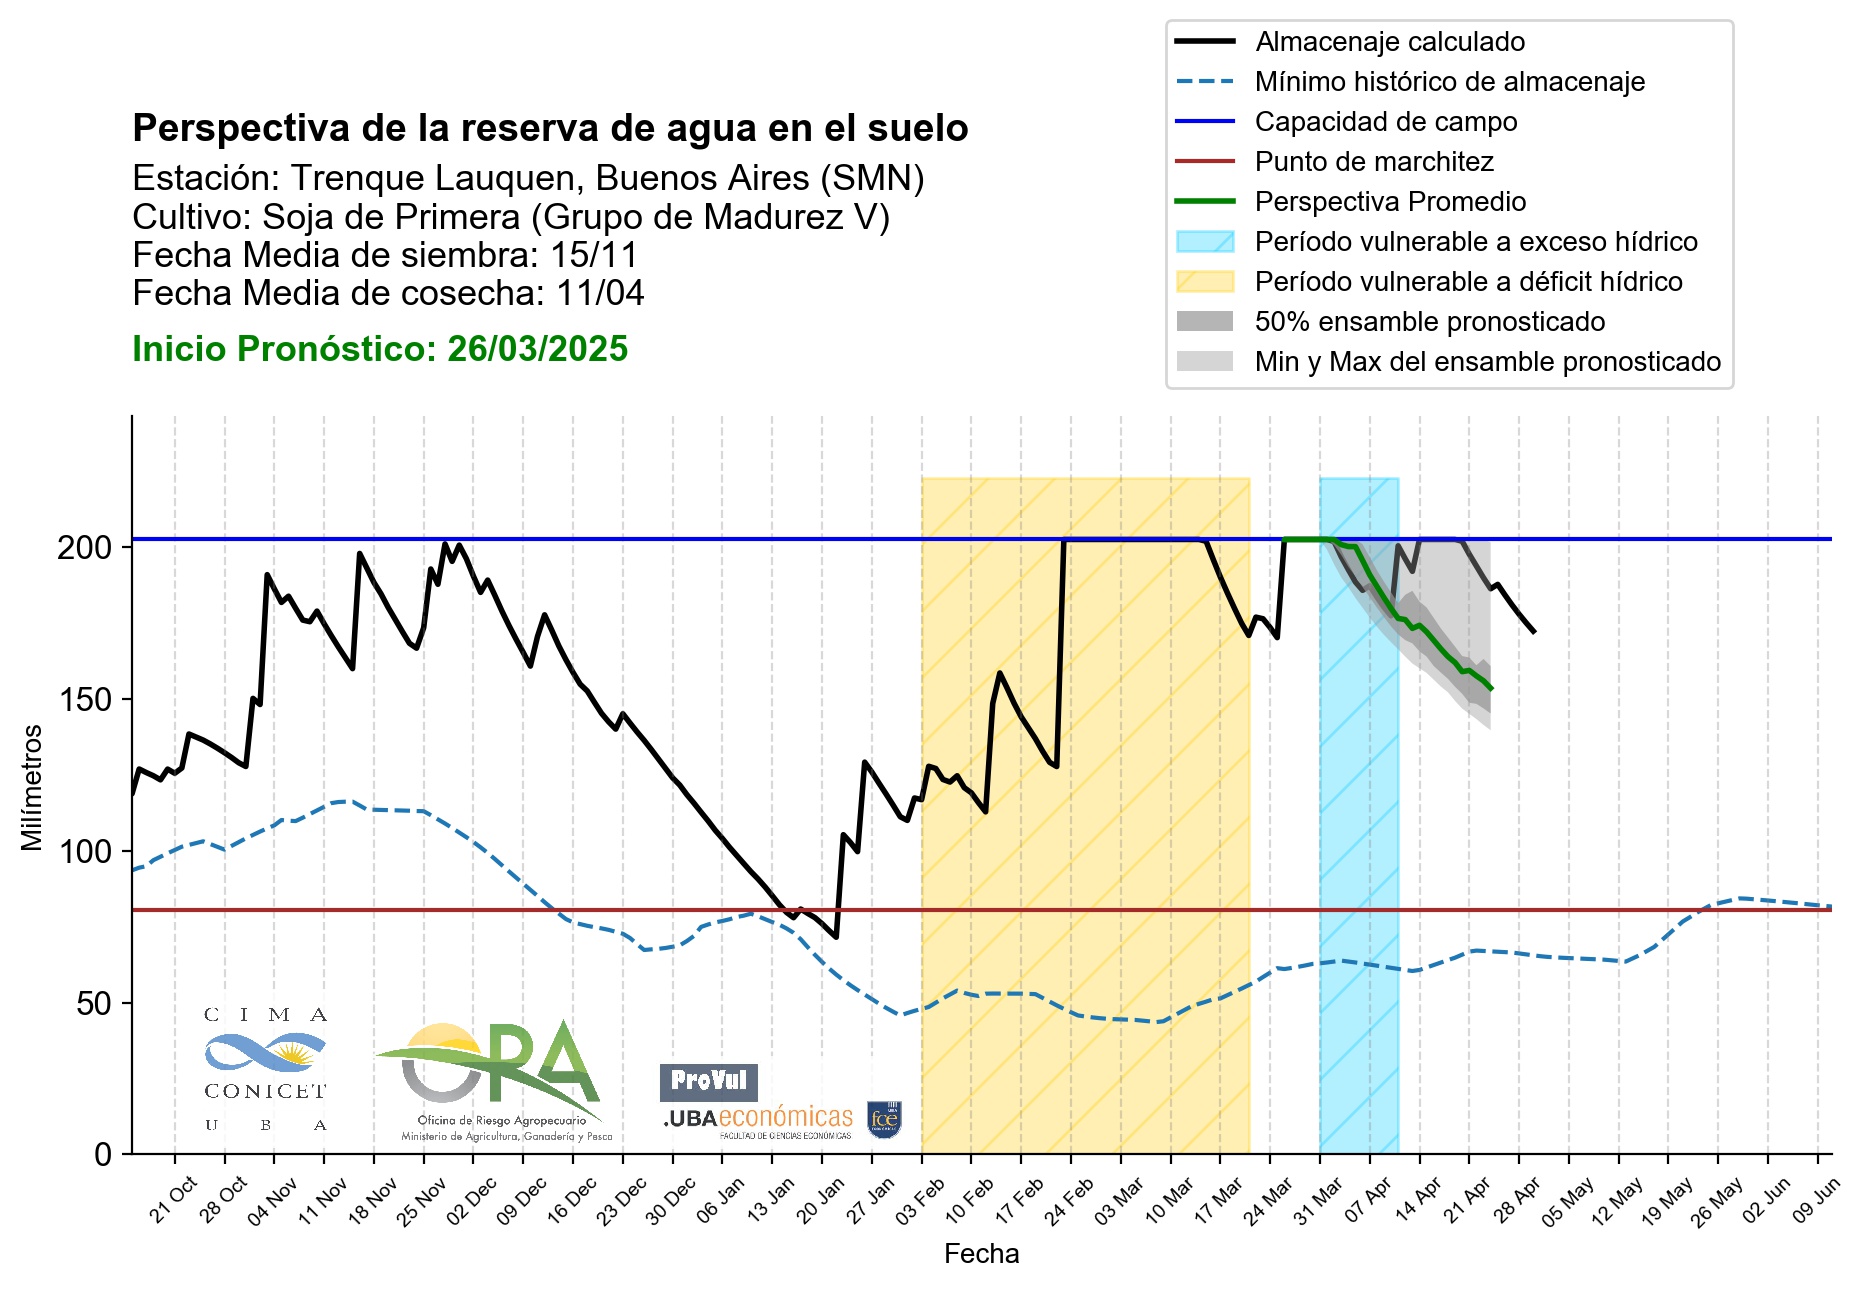 Almacenaje calculado
Mínimo histórico de almacenaje
Capacidad de campo
Punto de marchitez
Perspectiva Promedio
Período vulnerable a exceso hídrico
Período vulnerable a déficit hídrico
50% ensamble pronosticado
Min y Max del ensamble pronosticado
Perspectiva de la reserva de agua en el suelo
Estación: Trenque Lauquen, Buenos Aires (SMN)
Cultivo: Soja de Primera (Grupo de Madurez V)
Fecha Media de siembra: 15/11
Fecha Media de cosecha: 11/04
Inicio Pronóstico: 26/03/2025
Milímetros
200
150
100
50
0
CIMA
CONICET
UBA
ORA
Oficina de Riesgo Agropecuario
Ministerio de Agricultura, Ganadería y Pesca
ProVul
.UBAeconómicas
FACULTAD DE CIENCIAS ECONÓMICAS
UBA
fce
ECONÓMICAS
21 Oct
28 Oct
04 Nov
11 Nov
18 Nov
25 Nov
02 Dec
09 Dec
16 Dec
23 Dec
30 Dec
06 Jan
13 Jan
20 Jan
27 Jan
03 Feb
10 Feb
17 Feb
24 Feb
03 Mar
10 Mar
17 Mar
24 Mar
31 Mar
07 Apr
14 Apr
21 Apr
28 Apr
05 May
12 May
19 May
26 May
02 Jun
09 Jun
Fecha